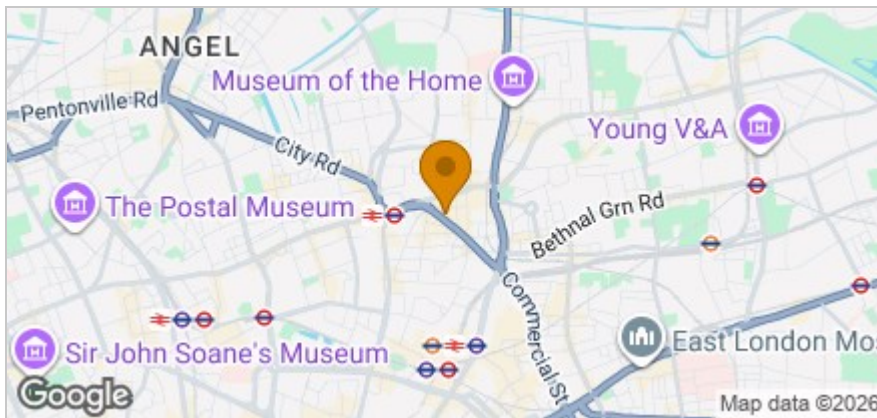 ANGEL
Museum of the Home
Pentonville Rd
City Rd
Young V&A
The Postal Museum
Bethnal Grn Rd
Commercial St
East London Mos
Sir John Soane's Museum
Google
Map data ©2026